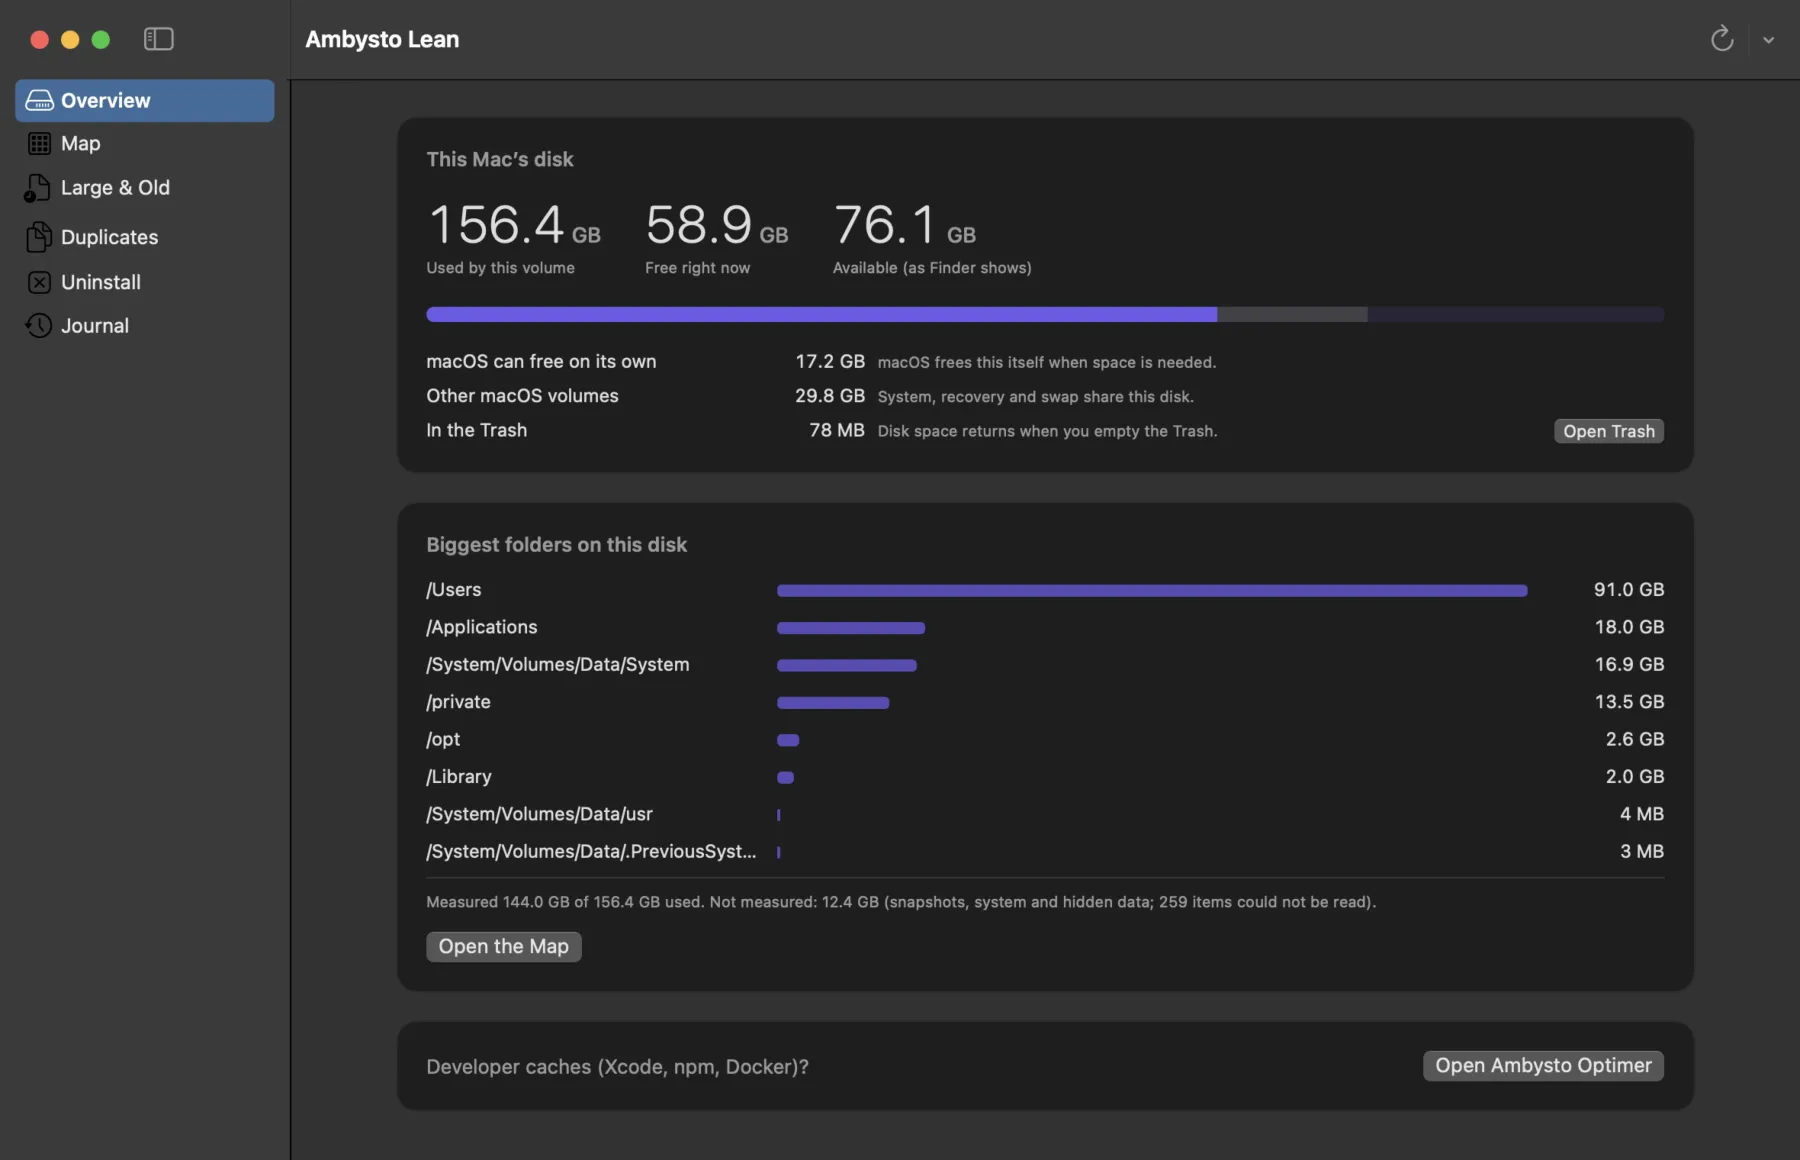 Ambysto Lean
Overview
Map
Large & Old
Duplicates
Uninstall
Journal
This Mac’s disk
156.4 GB 58.9 GB 76.1 GB
Used by this volume Free right now Available (as Finder shows)
macOS can free on its own 17.2 GB macOS frees this itself when space is needed.
Other macOS volumes 29.8 GB System, recovery and swap share this disk.
In the Trash 78 MB Disk space returns when you empty the Trash. Open Trash
Biggest folders on this disk
/Users 91.0 GB
/Applications 18.0 GB
/System/Volumes/Data/System 16.9 GB
/private 13.5 GB
/opt 2.6 GB
/Library 2.0 GB
/System/Volumes/Data/usr 4 MB
/System/Volumes/Data/.PreviousSyst... 3 MB
Measured 144.0 GB of 156.4 GB used. Not measured: 12.4 GB (snapshots, system and hidden data; 259 items could not be read).
Open the Map
Developer caches (Xcode, npm, Docker)? Open Ambysto Optimer